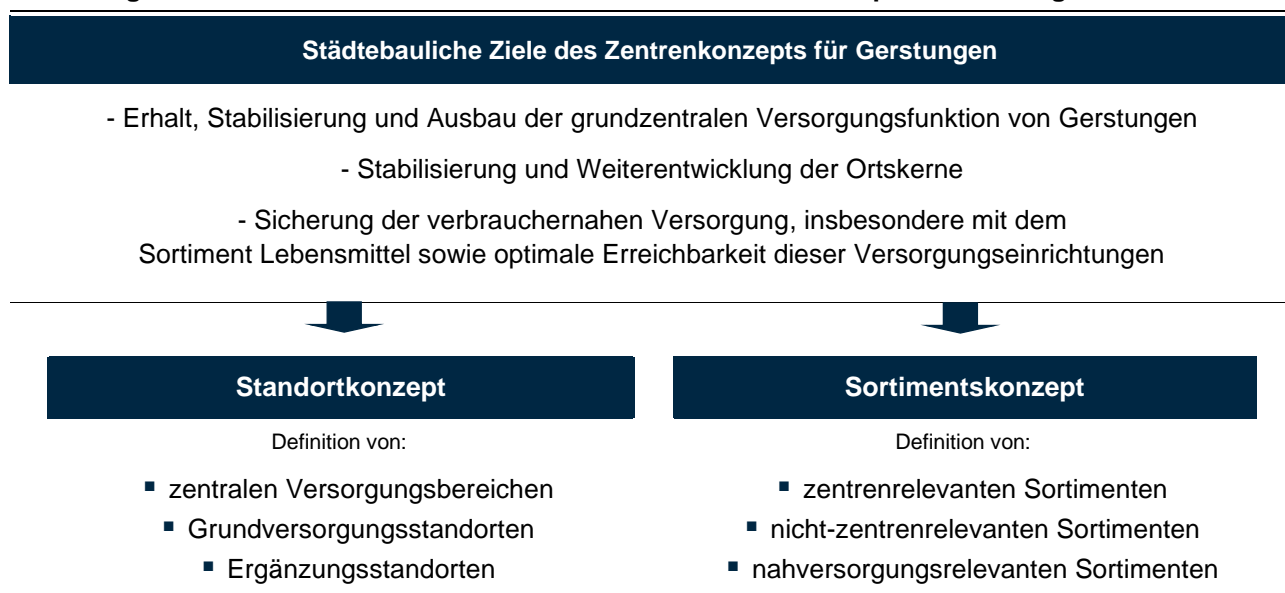 Städtebauliche Ziele des Zentrenkonzepts für Gerstungen
- Erhalt, Stabilisierung und Ausbau der grundzentralen Versorgungsfunktion von Gerstungen
- Stabilisierung und Weiterentwicklung der Ortskerne
- Sicherung der verbrauchernahen Versorgung, insbesondere mit dem
Sortiment Lebensmittel sowie optimale Erreichbarkeit dieser Versorgungseinrichtungen
Standortkonzept
Definition von:
▪ zentralen Versorgungsbereichen
▪ Grundversorgungsstandorten
▪ Ergänzungsstandorten
Sortimentskonzept
Definition von:
▪ zentrenrelevanten Sortimenten
▪ nicht-zentrenrelevanten Sortimenten
▪ nahversorgungsrelevanten Sortimenten